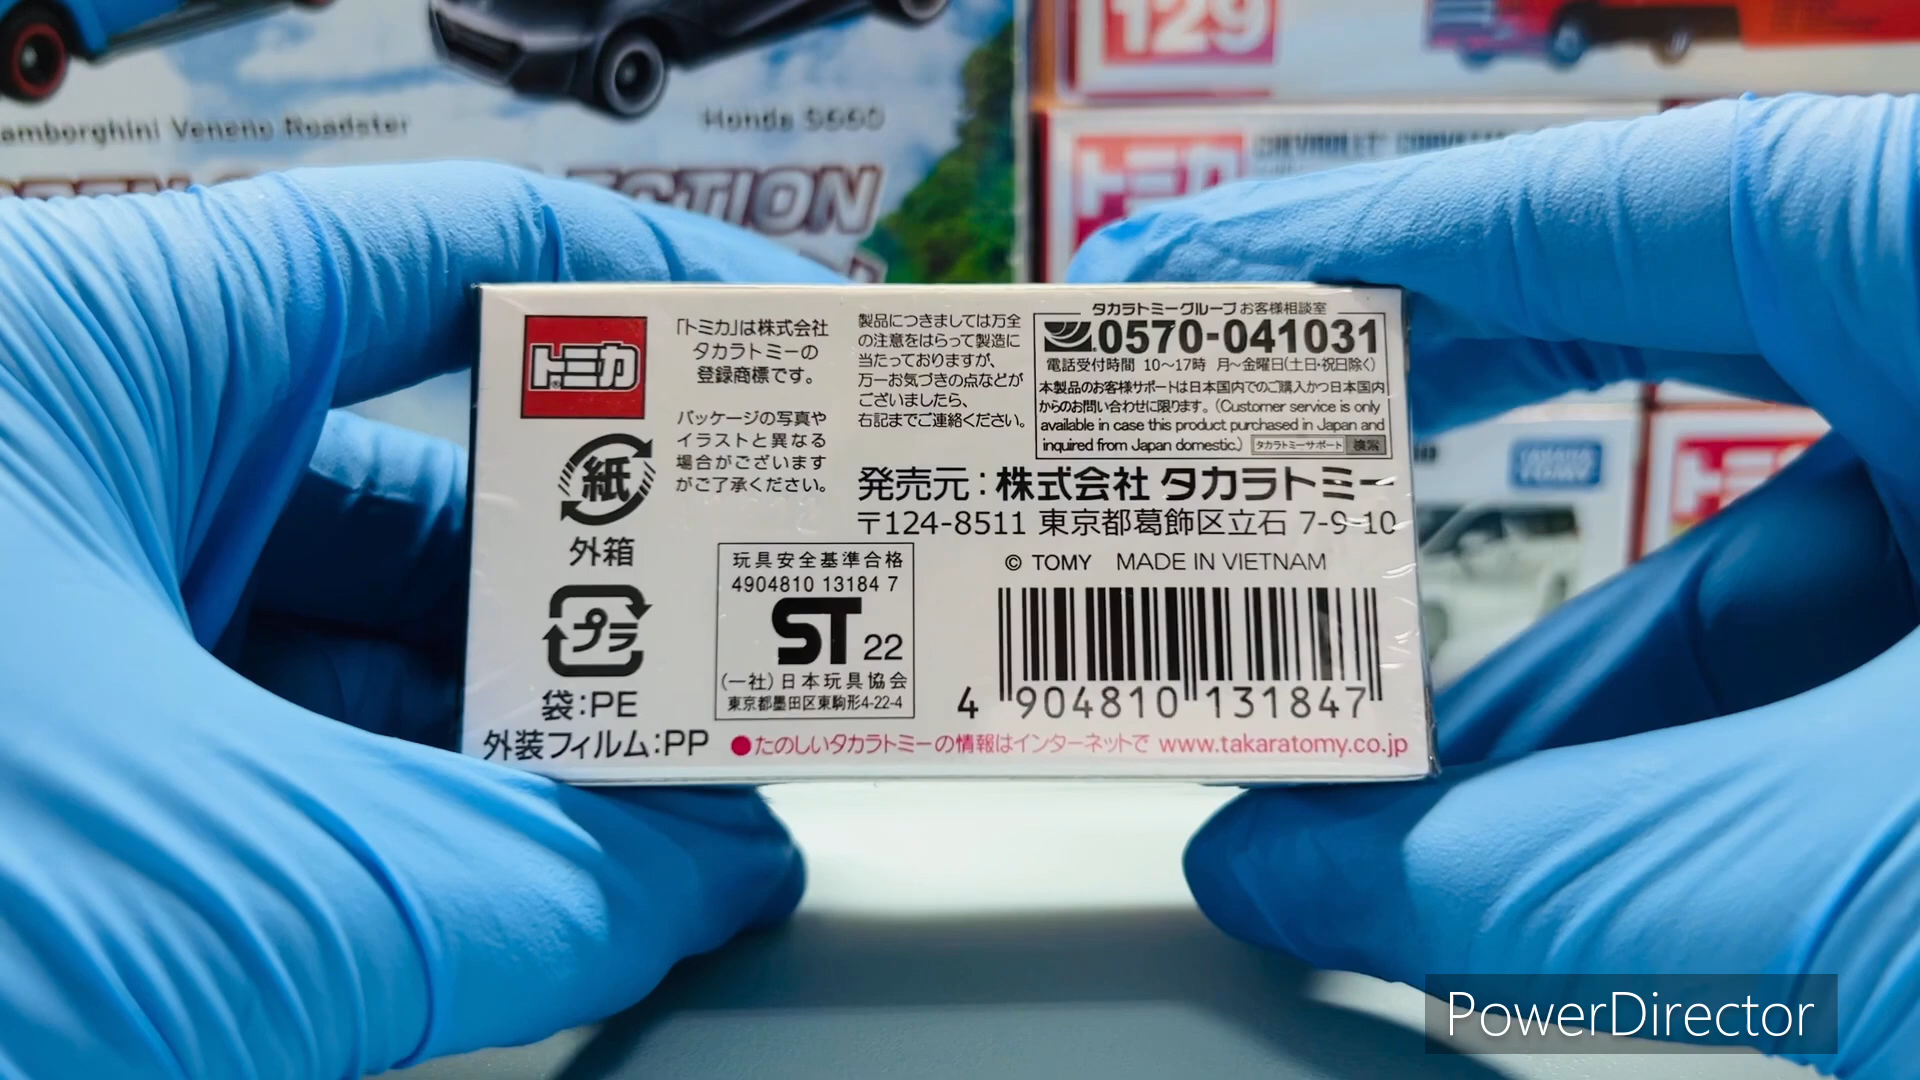 129
Lamborghini Veneno Roadster
Honda S660
トミカ
CHEVROLET
トミカ
「トミカ」は株式会社
タカラトミーの
登録商標です。
パッケージの写真や
イラストと異なる
場合がございます
がご了承ください。
製品につきましては万全
の注意をはらって製造に
当たっておりますが、
万一お気づきの点などが
ございましたら、
右記までご連絡ください。
タカラトミーグループお客様相談室
0570-041031
電話受付時間 10〜17時 月〜金曜日(土日・祝日除く)
本製品のお客様サポートは日本国内でのご購入かつ日本国内
からのお問い合わせに限ります。(Customer service is only
available in case this product purchased in Japan and
inquired from Japan domestic.) タカラトミーサポート 検索
紙
外箱
プラ
袋:PE
外装フィルム:PP
発売元:株式会社 タカラトミー
〒124-8511 東京都葛飾区立石 7-9-10
© TOMY MADE IN VIETNAM
玩具安全基準合格
4904810 13184 7
ST 22
(一社)日本玩具協会
東京都墨田区東駒形4-22-4
4 904810 131847
●たのしいタカラトミーの情報はインターネットで www.takaratomy.co.jp
TAKARA
TOMY
PowerDirector